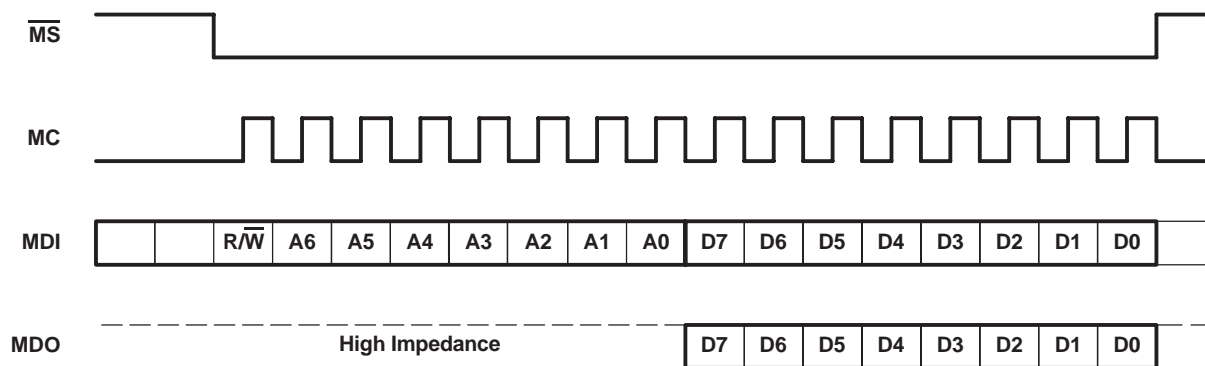 M̅S̅
MC
MDI R/W̅ A6 A5 A4 A3 A2 A1 A0 D7 D6 D5 D4 D3 D2 D1 D0
MDO High Impedance D7 D6 D5 D4 D3 D2 D1 D0